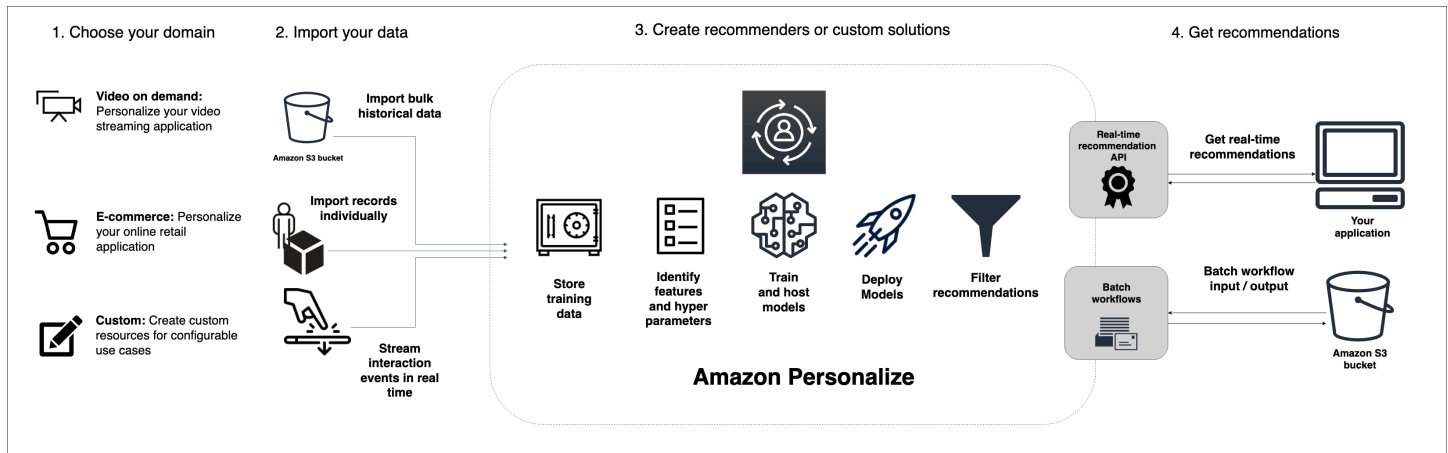 1. Choose your domain
2. Import your data
3. Create recommenders or custom solutions
4. Get recommendations
Video on demand:
Personalize your video
streaming application
E-commerce: Personalize
your online retail
application
Custom: Create custom
resources for configurable
use cases
Import bulk
historical data
Amazon S3 bucket
Import records
individually
Stream
interaction
events in real
time
Store
training
data
Identify
features
and hyper
parameters
Train
and host
models
Deploy
Models
Filter
recommendations
Amazon Personalize
Real-time
recommendation
API
Get real-time
recommendations
Your
application
Batch
workflows
Batch workflow
input / output
Amazon S3
bucket